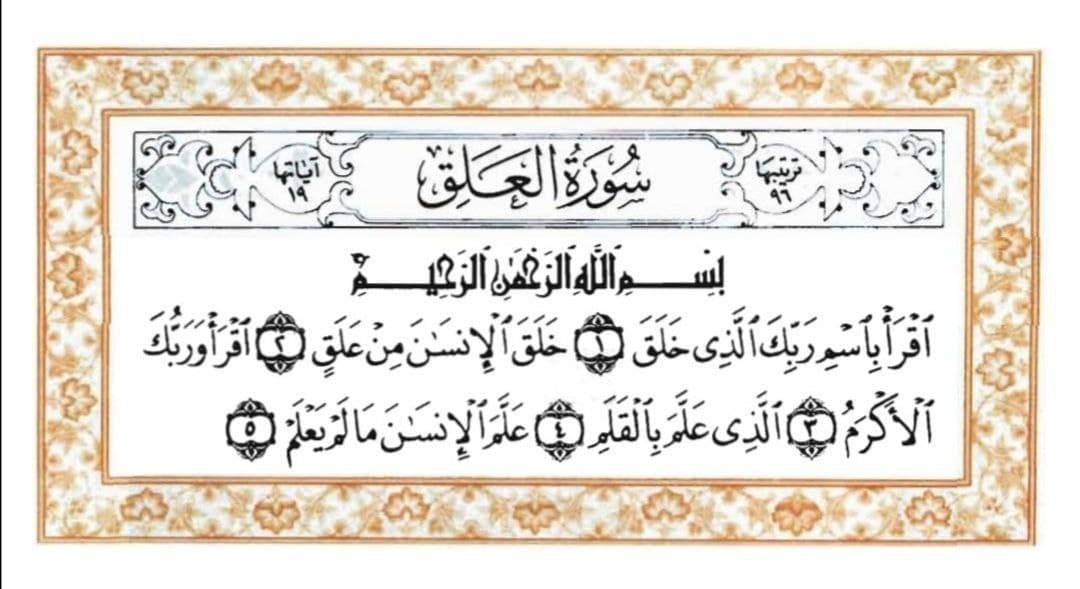 ترتيبها ٩٦
سُورَةُ العَلَقِ
آياتها ١٩
بِسْمِ ٱللَّهِ ٱلرَّحْمَٰنِ ٱلرَّحِيمِ
ٱقْرَأْ بِٱسْمِ رَبِّكَ ٱلَّذِى خَلَقَ ١ خَلَقَ ٱلْإِنسَٰنَ مِنْ عَلَقٍ ٢ ٱقْرَأْ وَرَبُّكَ
ٱلْأَكْرَمُ ٣ ٱلَّذِى عَلَّمَ بِٱلْقَلَمِ ٤ عَلَّمَ ٱلْإِنسَٰنَ مَا لَمْ يَعْلَمْ ٥